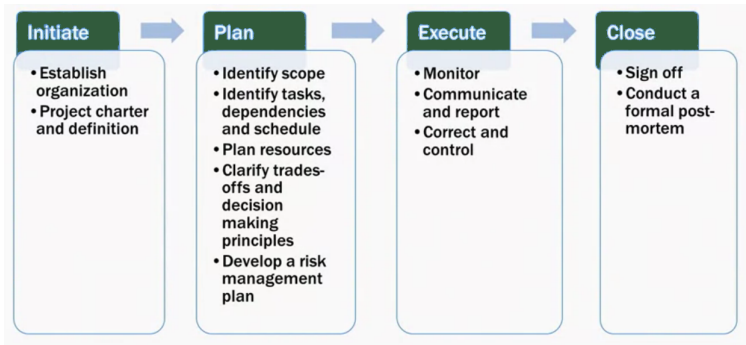 Initiate
• Establish
organization
• Project charter
and definition
Plan
• Identify scope
• Identify tasks,
dependencies
and schedule
• Plan resources
• Clarify trades-
offs and
decision
making
principles
• Develop a risk
management
plan
Execute
• Monitor
• Communicate
and report
• Correct and
control
Close
• Sign off
• Conduct a
formal post-
mortem